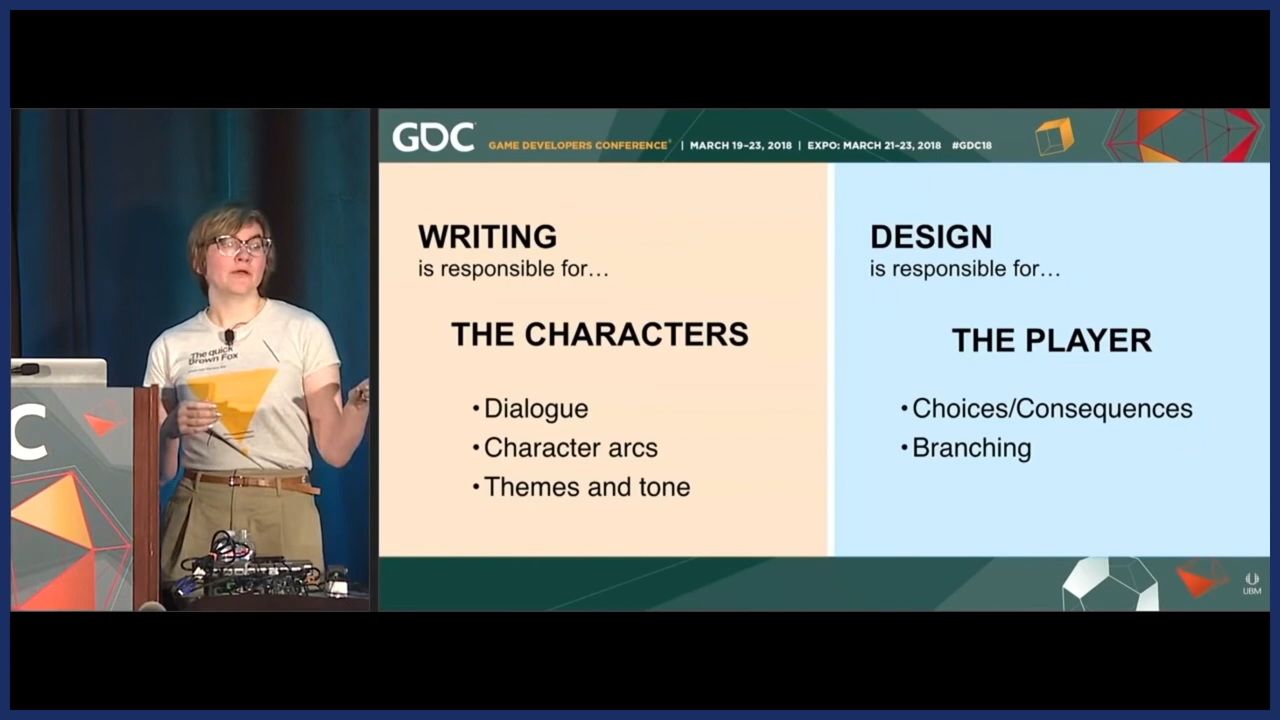 GDC GAME DEVELOPERS CONFERENCE® | MARCH 19–23, 2018 | EXPO: MARCH 21–23, 2018 #GDC18
WRITING
is responsible for…
THE CHARACTERS
•Dialogue
•Character arcs
•Themes and tone
DESIGN
is responsible for…
THE PLAYER
•Choices/Consequences
•Branching
The quick
Brown Fox
C
UBM